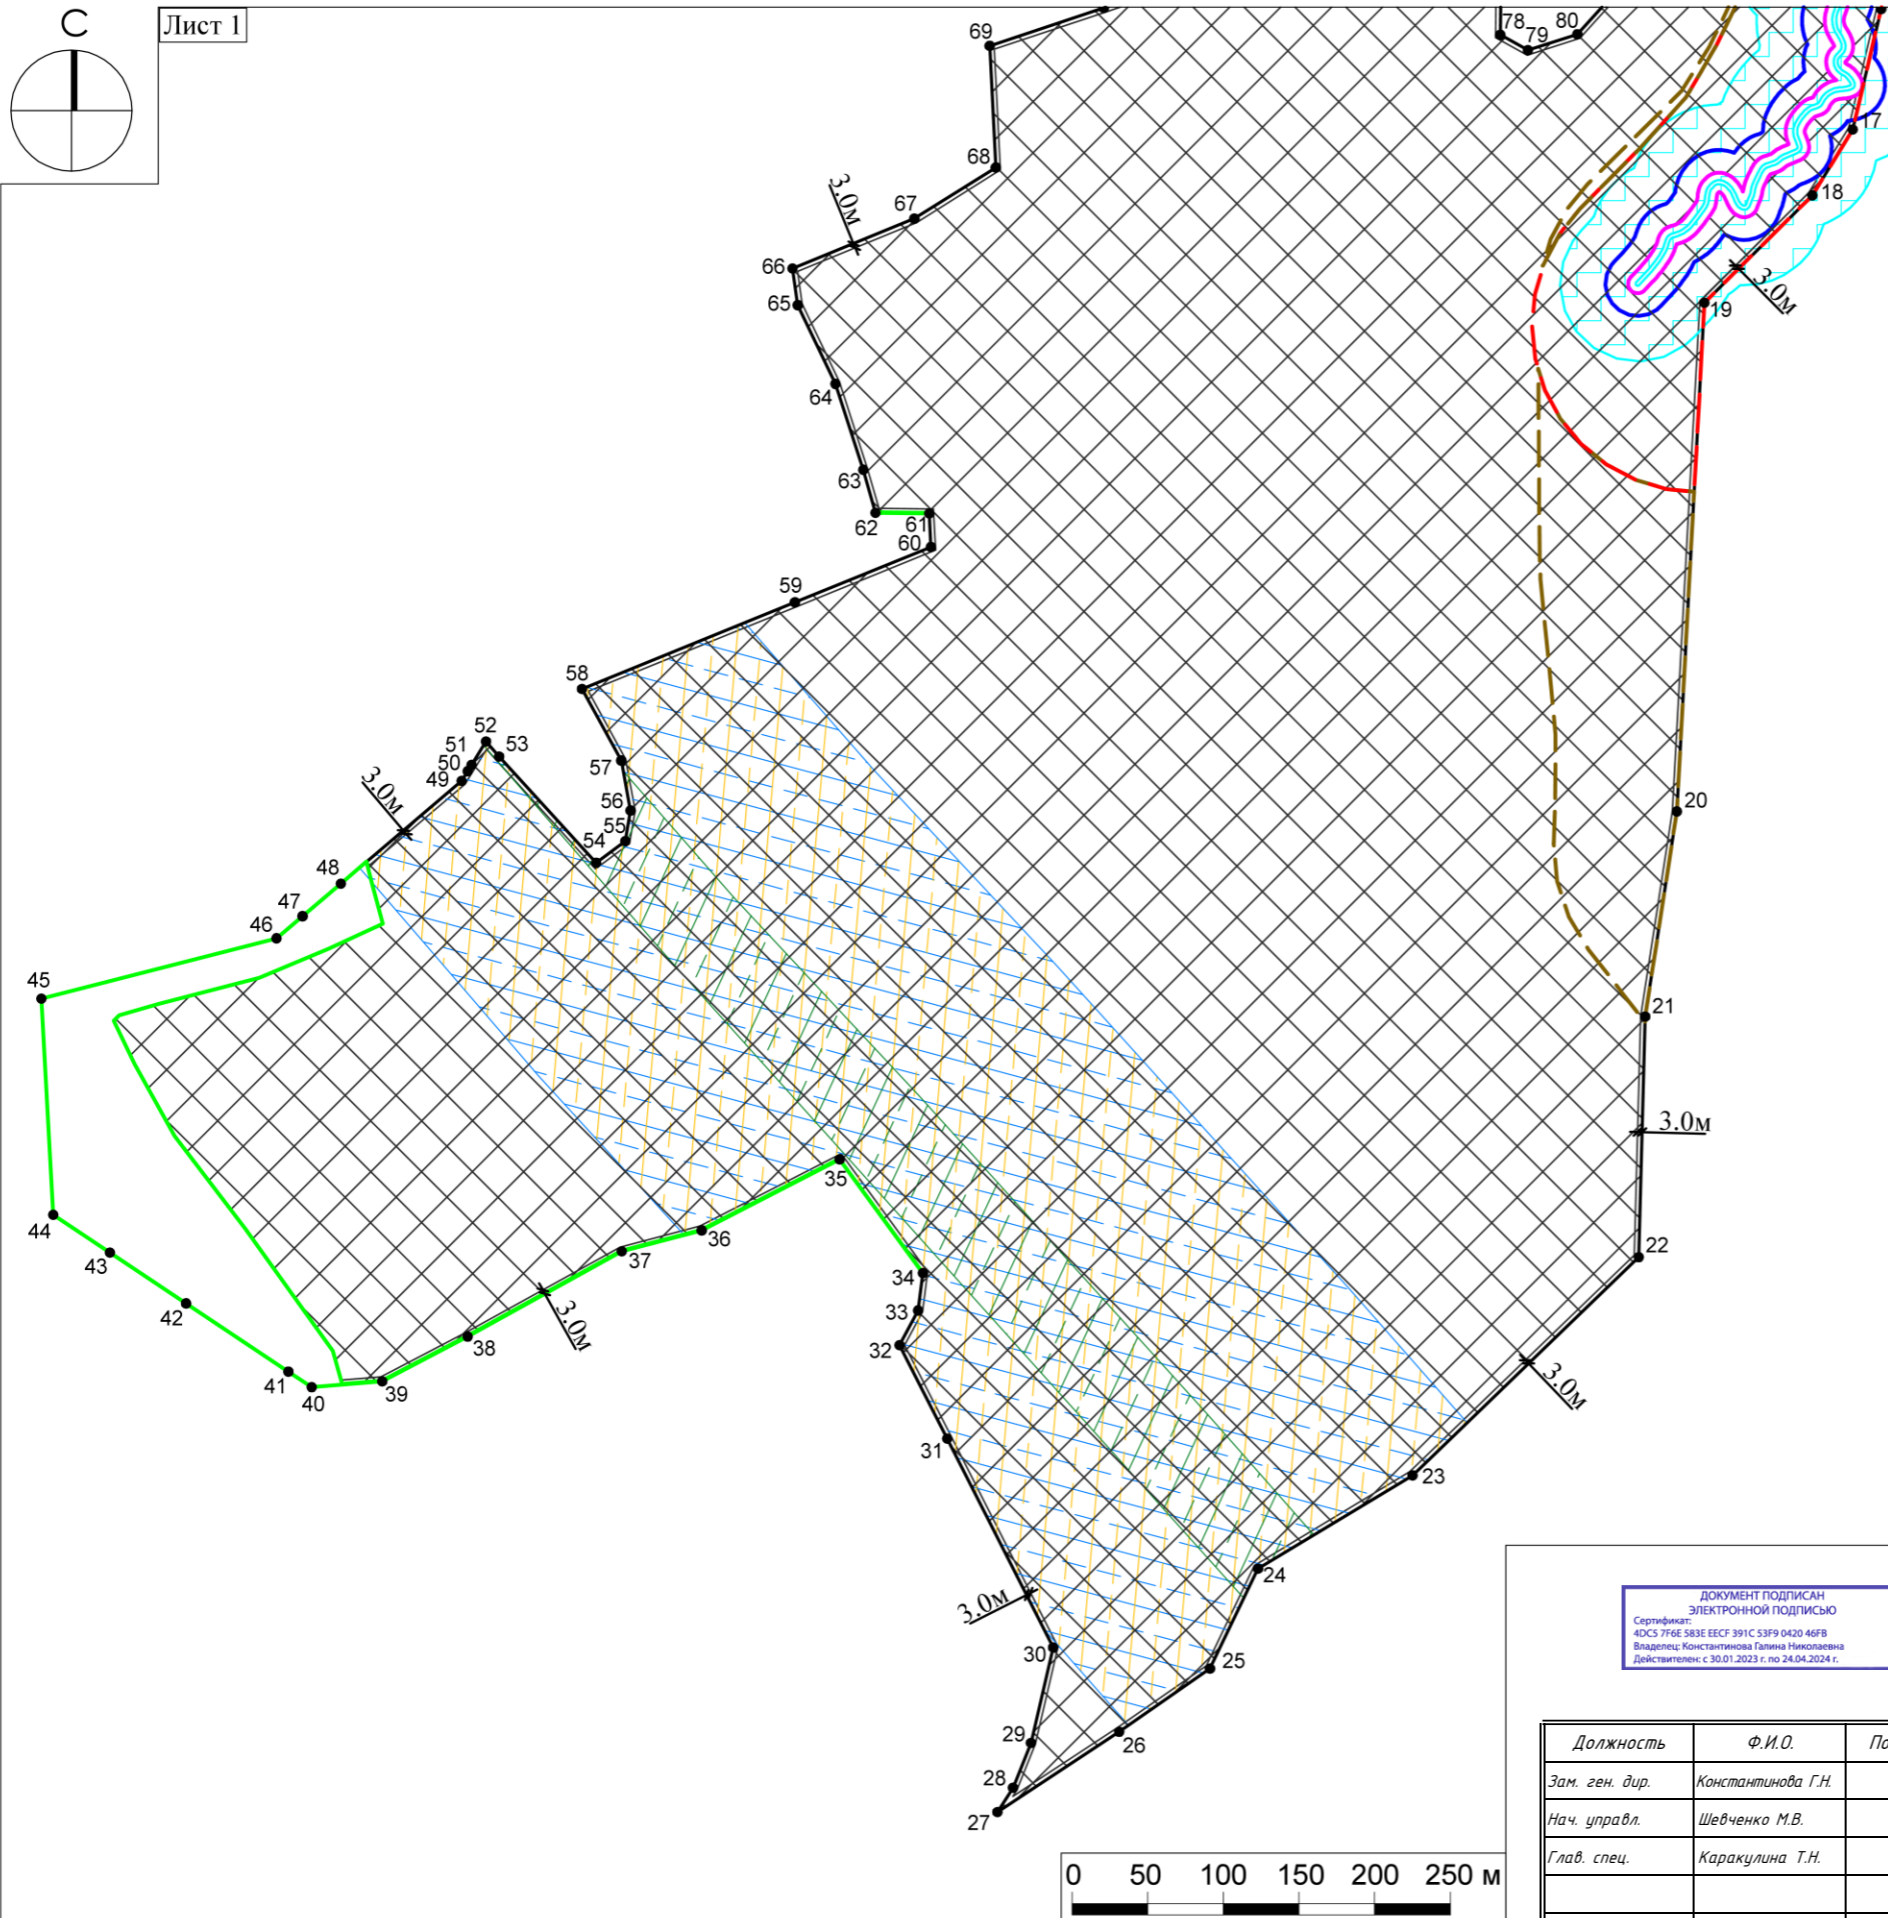 С
Лист 1
69
78
79
80
17
68
18
67
3.0м
66
65
3.0м
19
64
63
62
61
60
59
58
52
53
51
50
49
57
3.0м
56
55
54
20
48
47
46
45
21
3.0м
35
44
36
22
43
37
34
42
33
3.0м
38
32
41
40
39
3.0м
31
23
24
3.0м
30
25
29
26
28
27
0 50 100 150 200 250 м
ДОКУМЕНТ ПОДПИСАН
ЭЛЕКТРОННОЙ ПОДПИСЬЮ
Сертификат:
4DC5 7F6E 583E EECF 391C 53F9 0420 46FB
Владелец: Константинова Галина Николаевна
Действителен: с 30.01.2023 г. по 24.04.2024 г.
Должность Ф.И.О. По
Зам. ген. дир. Константинова Г.Н.
Нач. управл. Шевченко М.В.
Глав. спец. Каракулина Т.Н.